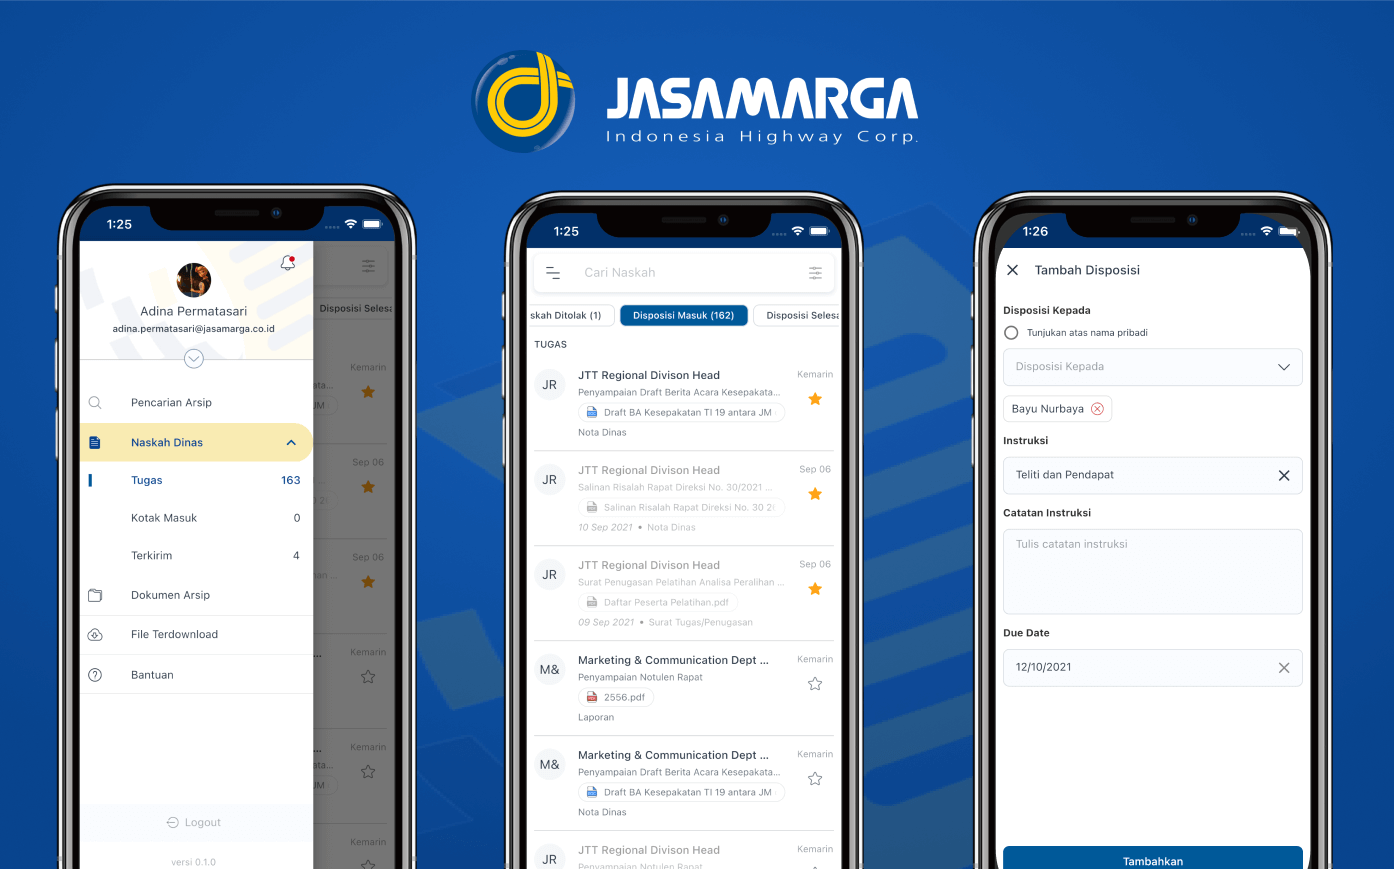 JASAMARGA
Indonesia Highway Corp.
1:25
Adina Permatasari
adina.permatasari@jasamarga.co.id
Pencarian Arsip
Naskah Dinas
Tugas 163
Kotak Masuk 0
Terkirim 4
Dokumen Arsip
File Terdownload
Bantuan
Logout
versi 0.1.0
Disposisi Selesa
Kemarin
ata...
JM
Sep 06
Sep 06
Kemarin
...
Kemarin
...
ata...
JM
Kemarin
1:25
Cari Naskah
skah Ditolak (1) Disposisi Masuk (162) Disposisi Selesa
TUGAS
JR JTT Regional Divison Head Kemarin
Penyampaian Draft Berita Acara Kesepakata...
Draft BA Kesepakatan TI 19 antara JM
Nota Dinas
JR JTT Regional Divison Head Sep 06
Salinan Risalah Rapat Direksi No. 30/2021 ...
Salinan Risalah Rapat Direksi No. 30 2
10 Sep 2021 • Nota Dinas
JR JTT Regional Divison Head Sep 06
Surat Penugasan Pelatihan Analisa Peralihan ...
Daftar Peserta Pelatihan.pdf
09 Sep 2021 • Surat Tugas/Penugasan
M& Marketing & Communication Dept ... Kemarin
Penyampaian Notulen Rapat
2556.pdf
Laporan
M& Marketing & Communication Dept ... Kemarin
Penyampaian Draft Berita Acara Kesepakata...
Draft BA Kesepakatan TI 19 antara JM
Nota Dinas
JR JTT Regional Divison Head Kemarin
Penyampaian Notulen Rapat
1:26
Tambah Disposisi
Disposisi Kepada
Tunjukan atas nama pribadi
Disposisi Kepada
Bayu Nurbaya
Instruksi
Teliti dan Pendapat
Catatan Instruksi
Tulis catatan instruksi
Due Date
12/10/2021
Tambahkan